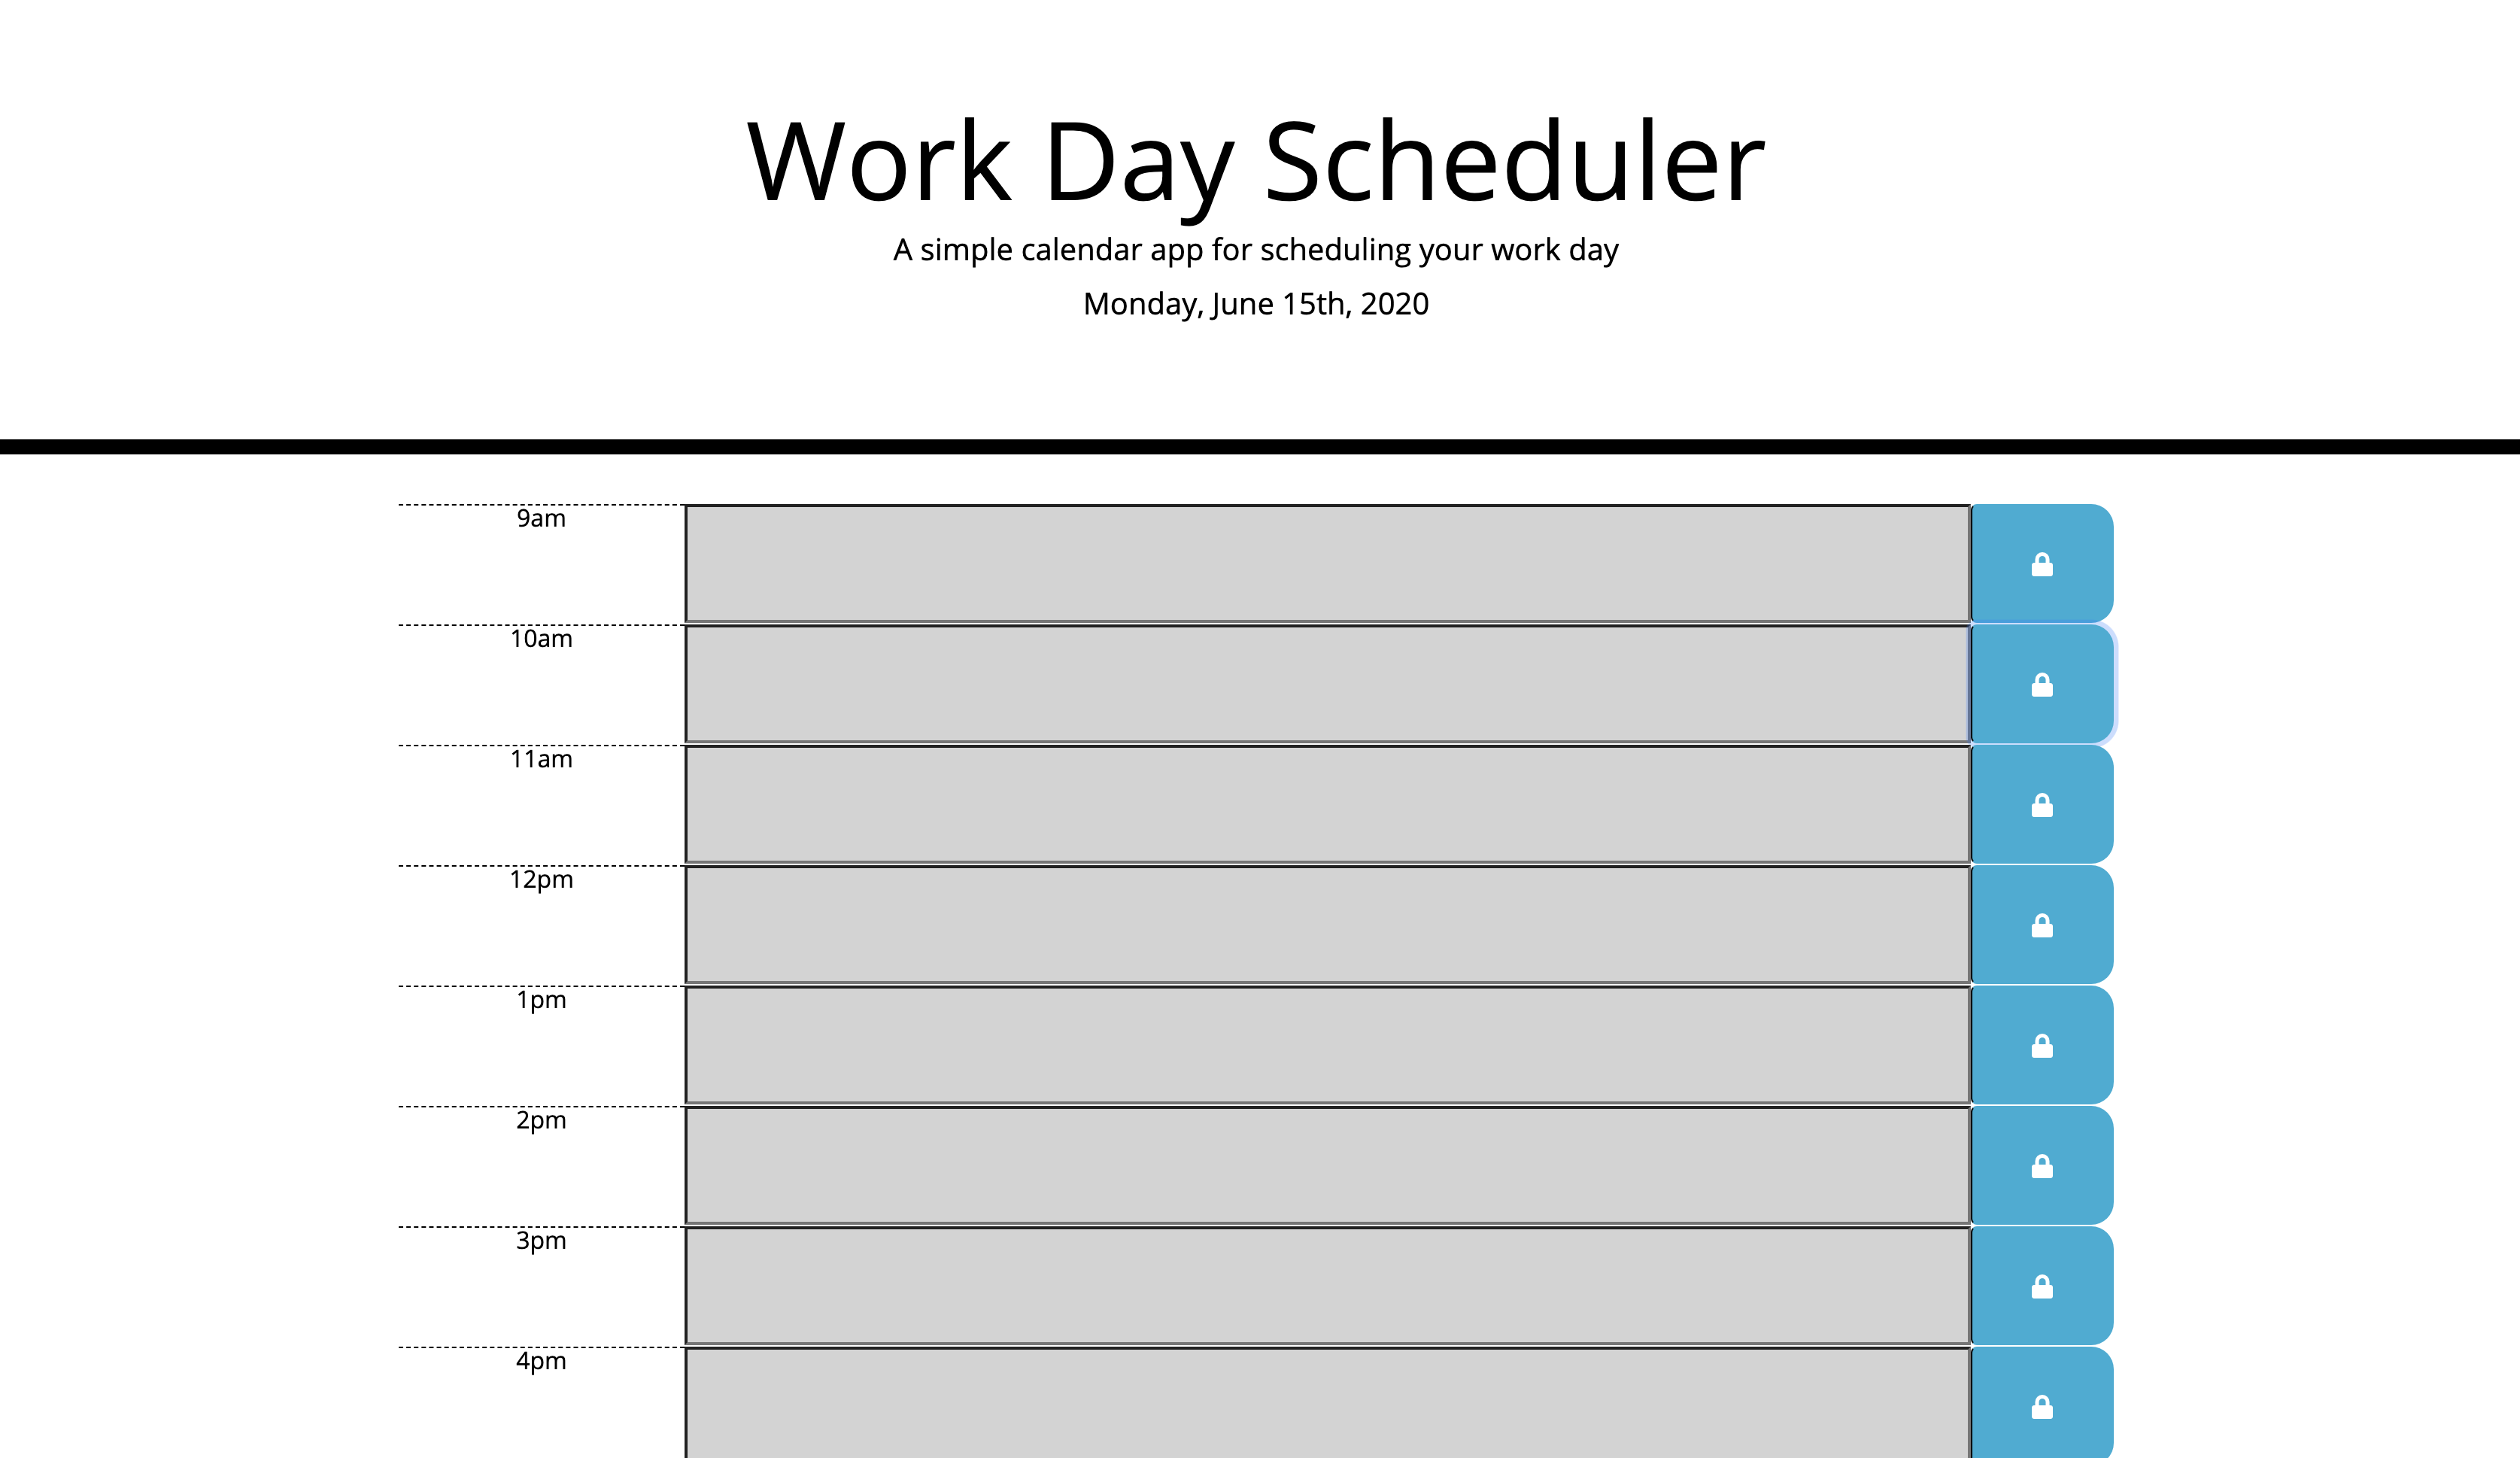 Work Day Scheduler
A simple calendar app for scheduling your work day
Monday, June 15th, 2020
9am
10am
11am
12pm
1pm
2pm
3pm
4pm